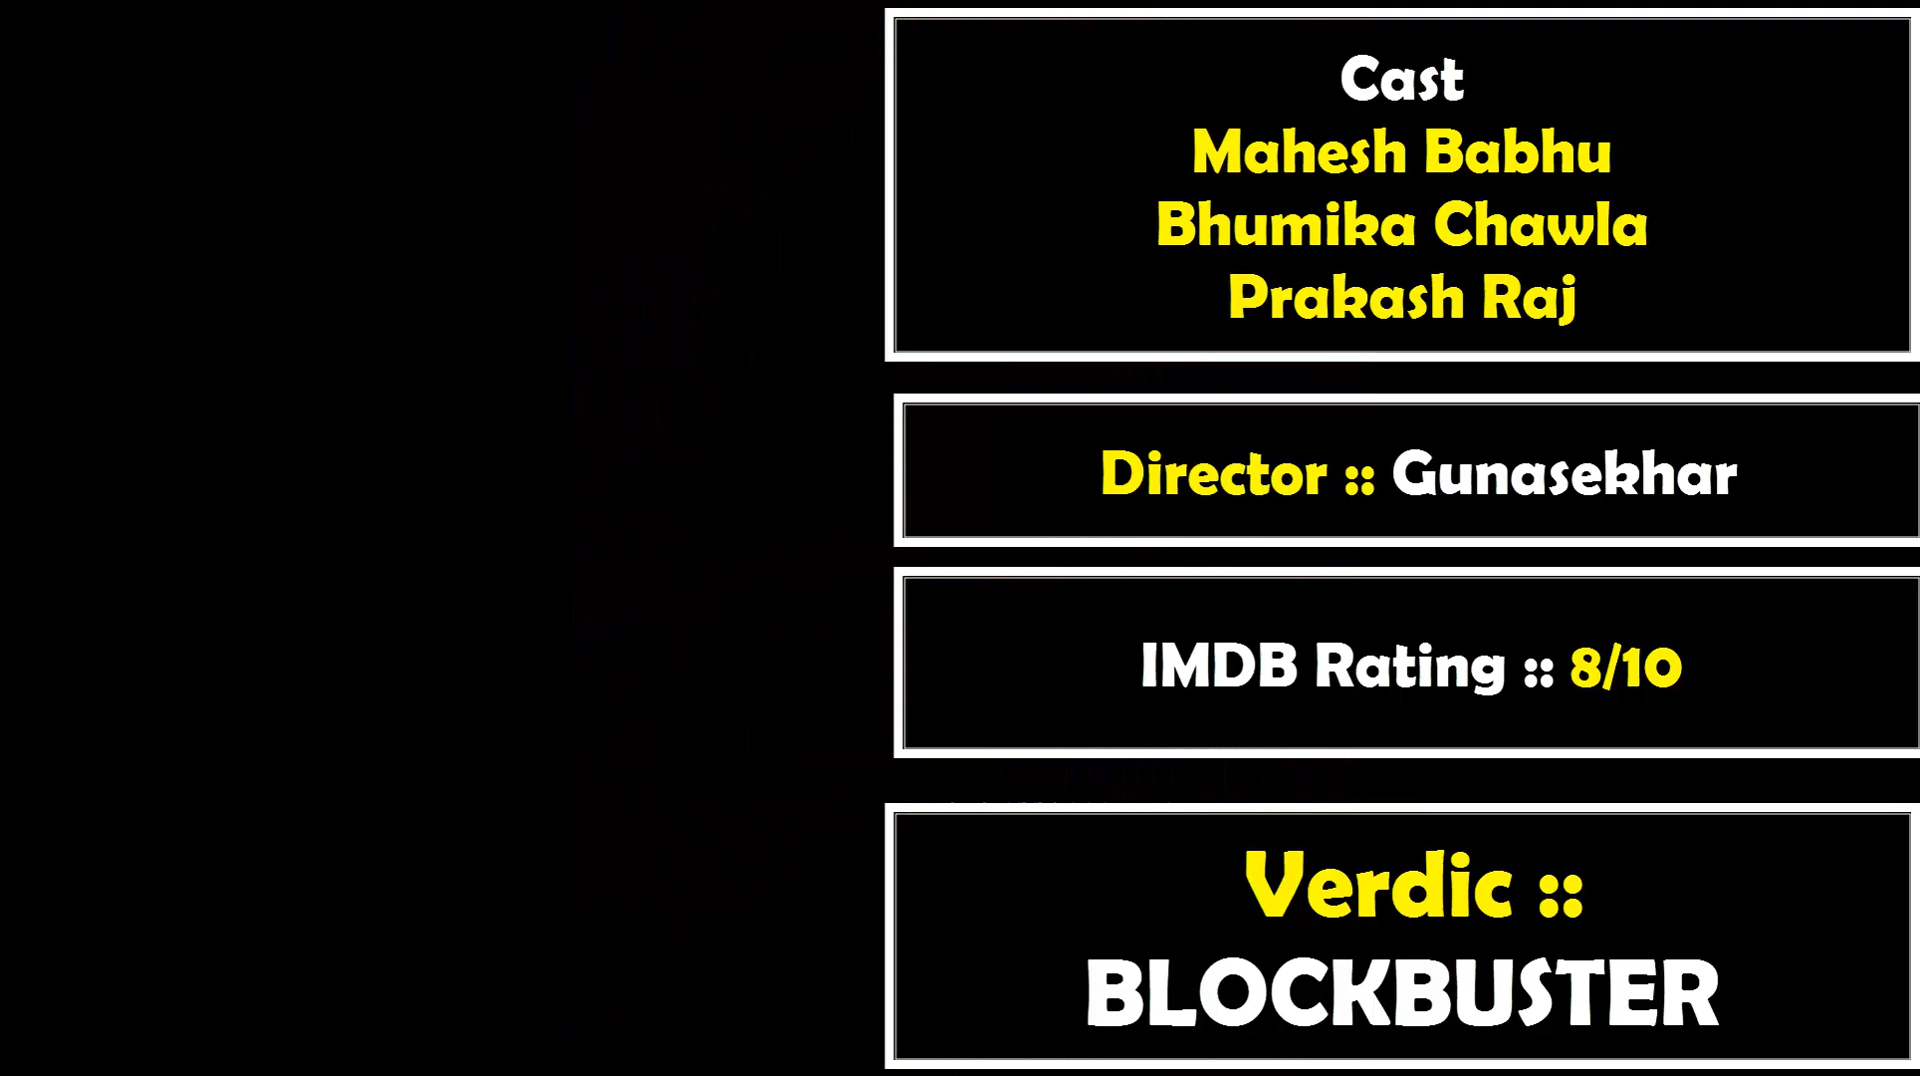 Cast
Mahesh Babhu
Bhumika Chawla
Prakash Raj
Director :: Gunasekhar
IMDB Rating :: 8/10
Verdic ::
BLOCKBUSTER